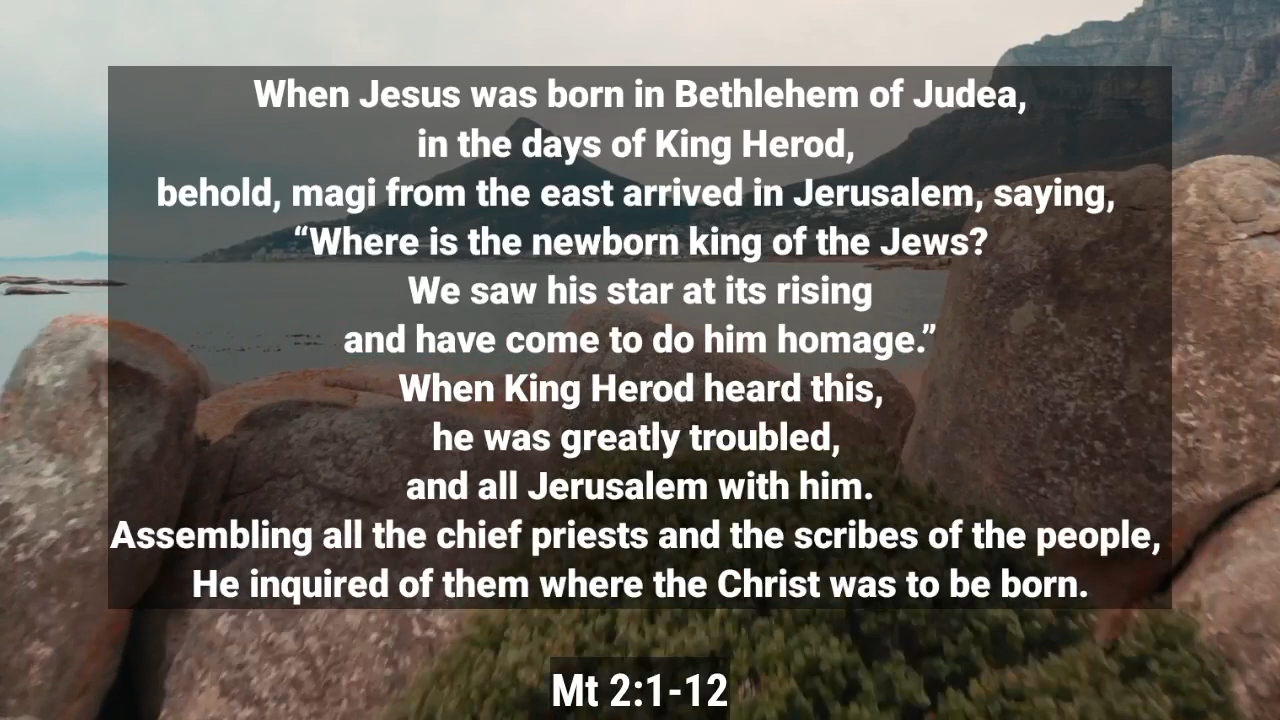 When Jesus was born in Bethlehem of Judea,
in the days of King Herod,
behold, magi from the east arrived in Jerusalem, saying,
“Where is the newborn king of the Jews?
We saw his star at its rising
and have come to do him homage.”
When King Herod heard this,
he was greatly troubled,
and all Jerusalem with him.
Assembling all the chief priests and the scribes of the people,
He inquired of them where the Christ was to be born.
Mt 2:1-12